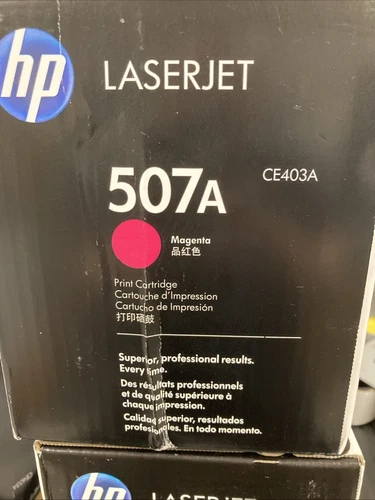 hp
LASERJET
507A
CE403A
Magenta
品紅色
Print Cartridge
Cartouche d'Impression
Cartucho de Impresión
打印硒鼓
Superior, professional results.
Every time.
Des résultats professionnels
et de qualité supérieure à
chaque impression.
Calidad superior, resultados
profesionales. En todo momento.
hp
LASERJET